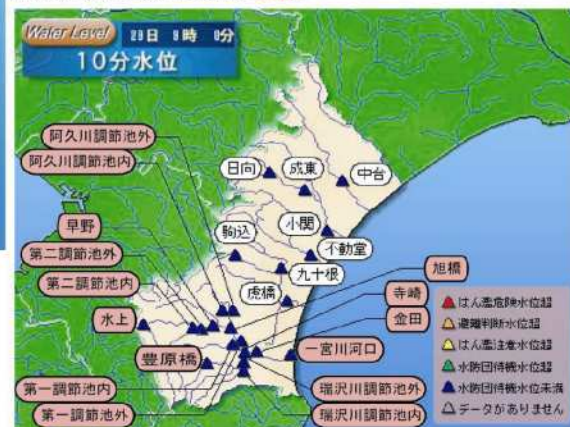 Water Level
29日 9時 0分
10分水位
阿久川調節池外
阿久川調節池内
早野
第二調節池外
第二調節池内
水上
豊原橋
第一調節池内
第一調節池外
日向
成東
中台
駒込
小関
不動堂
九十根
虎橋
旭橋
寺崎
金田
一宮川河口
瑞沢川調節池外
瑞沢川調節池内
はん濫危険水位超
避難判断水位超
はん濫注意水位超
水防団待機水位超
水防団待機水位未満
データがありません